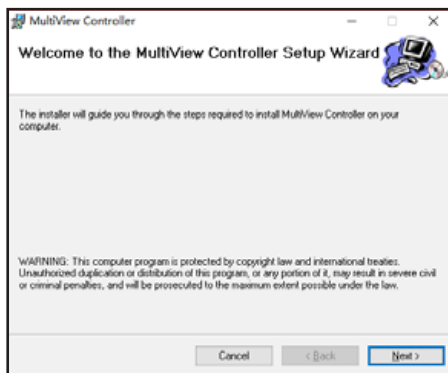 MultiView Controller
Welcome to the MultiView Controller Setup Wizard
The installer will guide you through the steps required to install MultiView Controller on your
computer.
WARNING: This computer program is protected by copyright law and international treaties.
Unauthorized duplication or distribution of this program, or any portion of it, may result in severe civil
or criminal penalties, and will be prosecuted to the maximum extent possible under the law.
Cancel < Back Next >